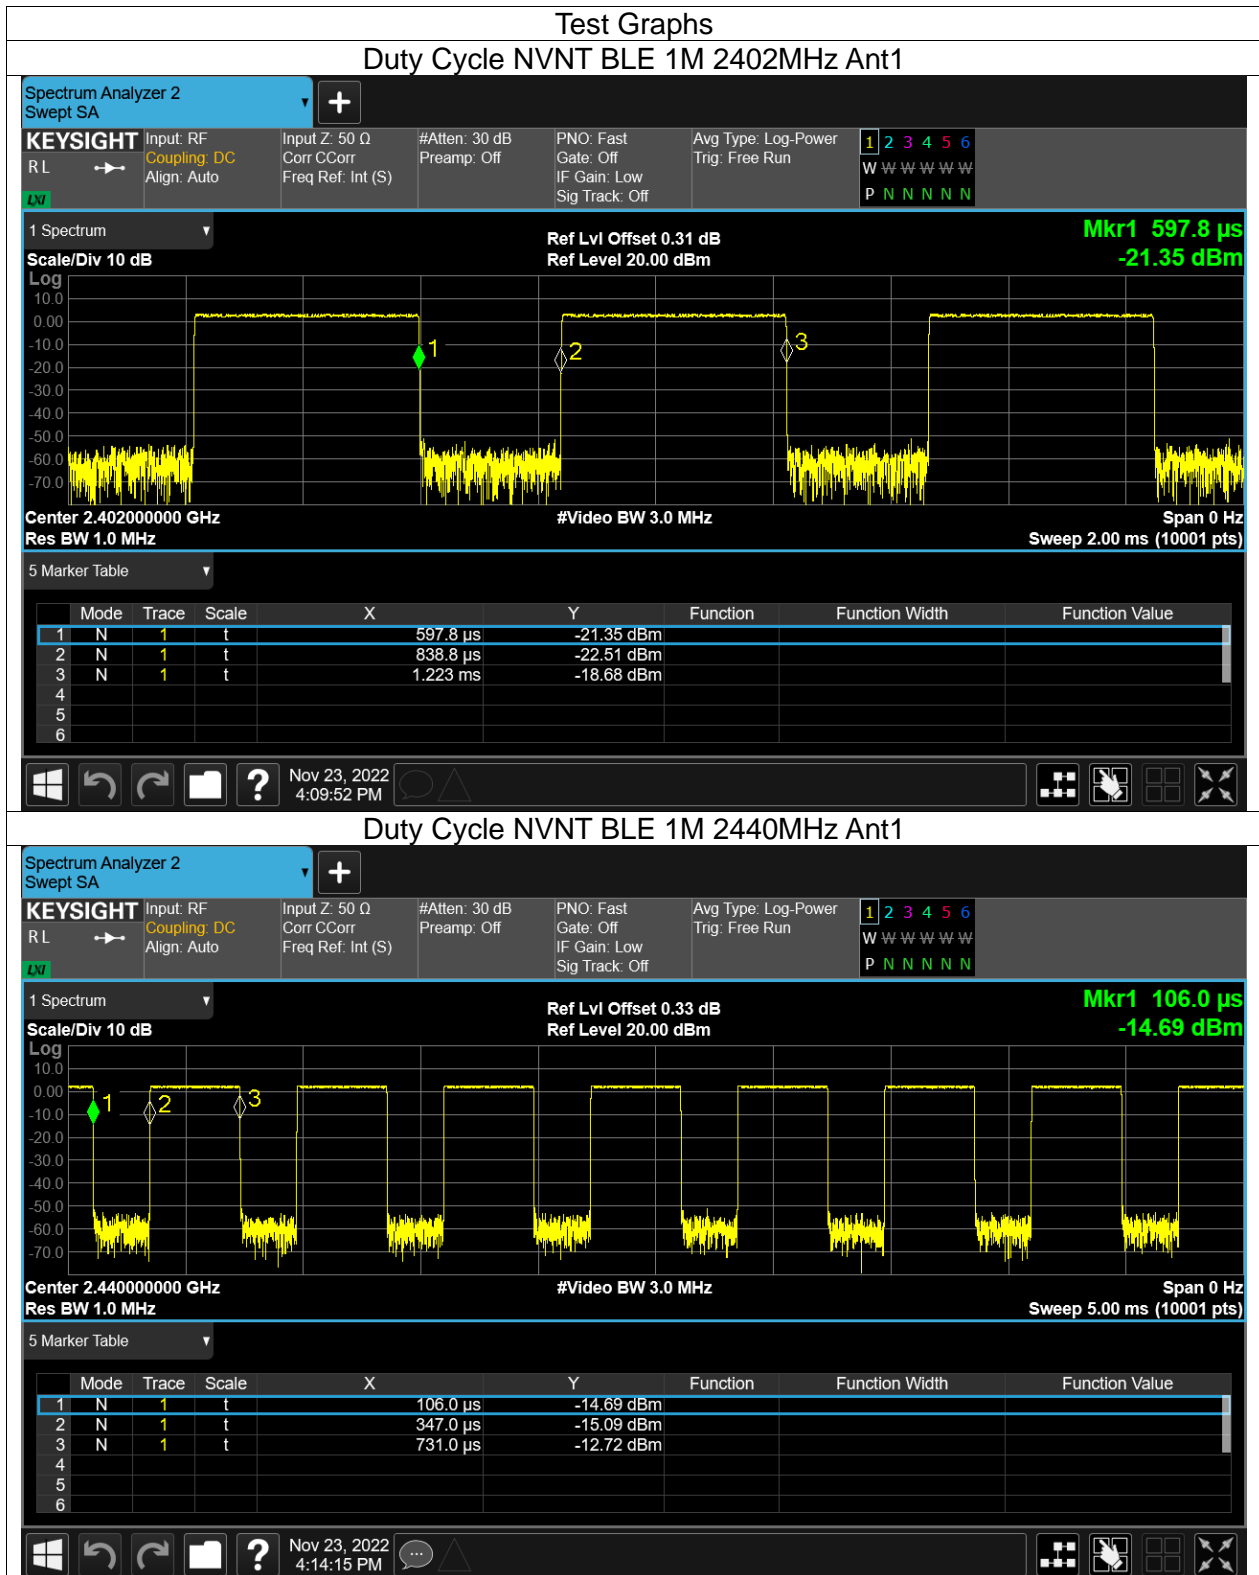 Test Graphs
Duty Cycle NVNT BLE 1M 2402MHz Ant1
Spectrum Analyzer 2
Swept SA
KEYSIGHT Input: RF Input Z: 50 Ω #Atten: 30 dB PNO: Fast Avg Type: Log-Power 1 2 3 4 5 6
R L Coupling: DC Corr CCorr Preamp: Off Gate: Off Trig: Free Run
Align: Auto Freq Ref: Int (S) IF Gain: Low W W W W W W
LXI Sig Track: Off P N N N N N
1 Spectrum
Ref Lvl Offset 0.31 dB Mkr1 597.8 µs
Scale/Div 10 dB Ref Level 20.00 dBm -21.35 dBm
Log
10.0
0.00
-10.0
-20.0
-30.0
-40.0
-50.0
-60.0
-70.0
1 2 3
Center 2.402000000 GHz #Video BW 3.0 MHz Span 0 Hz
Res BW 1.0 MHz Sweep 2.00 ms (10001 pts)
5 Marker Table
Mode Trace Scale X Y Function Function Width Function Value
1 N 1 t 597.8 µs -21.35 dBm
2 N 1 t 838.8 µs -22.51 dBm
3 N 1 t 1.223 ms -18.68 dBm
4
5
6
? Nov 23, 2022
4:09:52 PM
Duty Cycle NVNT BLE 1M 2440MHz Ant1
Spectrum Analyzer 2
Swept SA
KEYSIGHT Input: RF Input Z: 50 Ω #Atten: 30 dB PNO: Fast Avg Type: Log-Power 1 2 3 4 5 6
R L Coupling: DC Corr CCorr Preamp: Off Gate: Off Trig: Free Run
Align: Auto Freq Ref: Int (S) IF Gain: Low W W W W W W
LXI Sig Track: Off P N N N N N
1 Spectrum
Ref Lvl Offset 0.33 dB Mkr1 106.0 µs
Scale/Div 10 dB Ref Level 20.00 dBm -14.69 dBm
Log
10.0
0.00
-10.0
-20.0
-30.0
-40.0
-50.0
-60.0
-70.0
1 2 3
Center 2.440000000 GHz #Video BW 3.0 MHz Span 0 Hz
Res BW 1.0 MHz Sweep 5.00 ms (10001 pts)
5 Marker Table
Mode Trace Scale X Y Function Function Width Function Value
1 N 1 t 106.0 µs -14.69 dBm
2 N 1 t 347.0 µs -15.09 dBm
3 N 1 t 731.0 µs -12.72 dBm
4
5
6
? Nov 23, 2022
4:14:15 PM